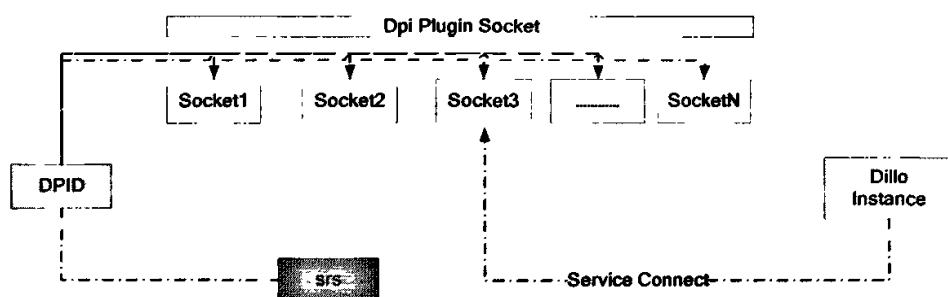 Dpi Plugin Socket
Socket1
Socket2
Socket3
...........
SocketN
DPID
Dillo
Instance
srs
Service Connect